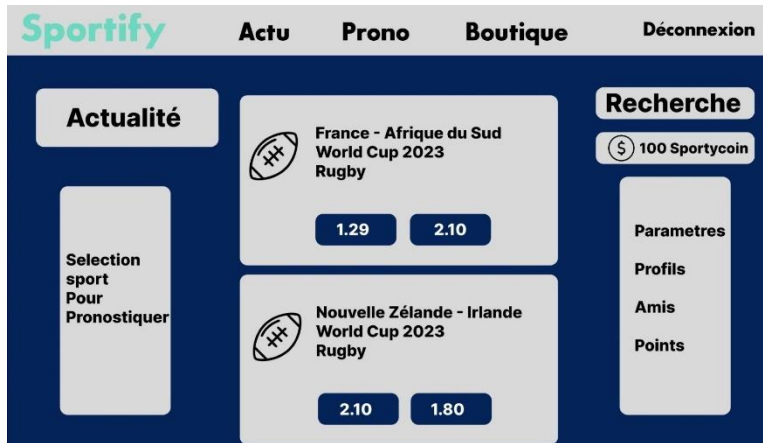 Sportify
Actu
Prono
Boutique
Déconnexion
Actualité
Selection
sport
Pour
Pronostiquer
France - Afrique du Sud
World Cup 2023
Rugby
1.29
2.10
Nouvelle Zélande - Irlande
World Cup 2023
Rugby
2.10
1.80
Recherche
$ 100 Sportycoin
Parametres
Profils
Amis
Points